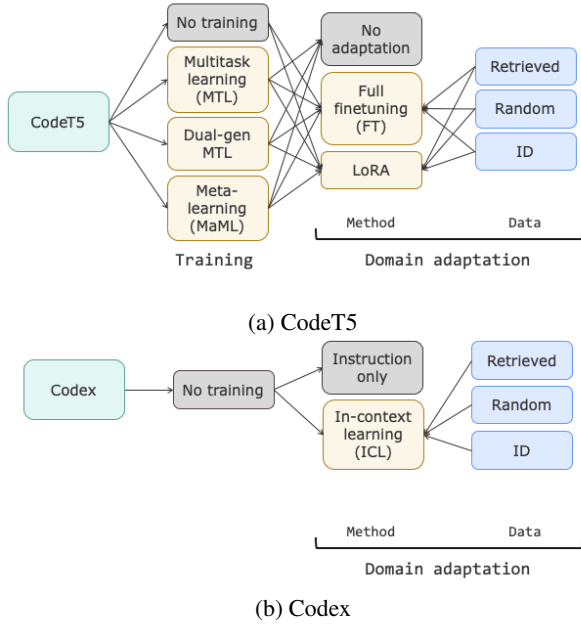 CodeT5
No training
Multitask
learning
(MTL)
Dual-gen
MTL
Meta-
learning
(MaML)
Training
No
adaptation
Full
finetuning
(FT)
LoRA
Method
Retrieved
Random
ID
Data
Domain adaptation
(a) CodeT5
Codex
No training
Instruction
only
In-context
learning
(ICL)
Method
Retrieved
Random
ID
Data
Domain adaptation
(b) Codex